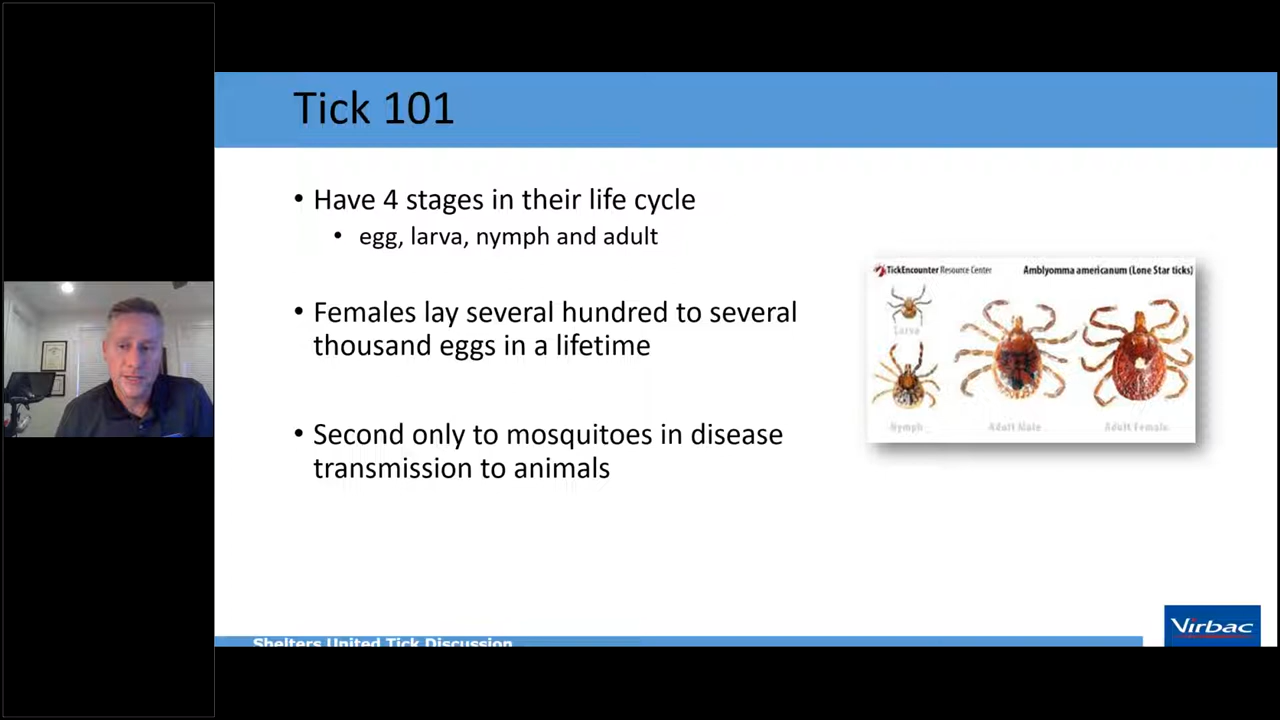 Tick 101
• Have 4 stages in their life cycle
• egg, larva, nymph and adult
• Females lay several hundred to several
thousand eggs in a lifetime
• Second only to mosquitoes in disease
transmission to animals
TickEncounter Resource Center
Amblyomma americanum (Lone Star ticks)
Larva
Nymph
Adult Male
Adult Female
Shelters United Tick Discussion
Virbac